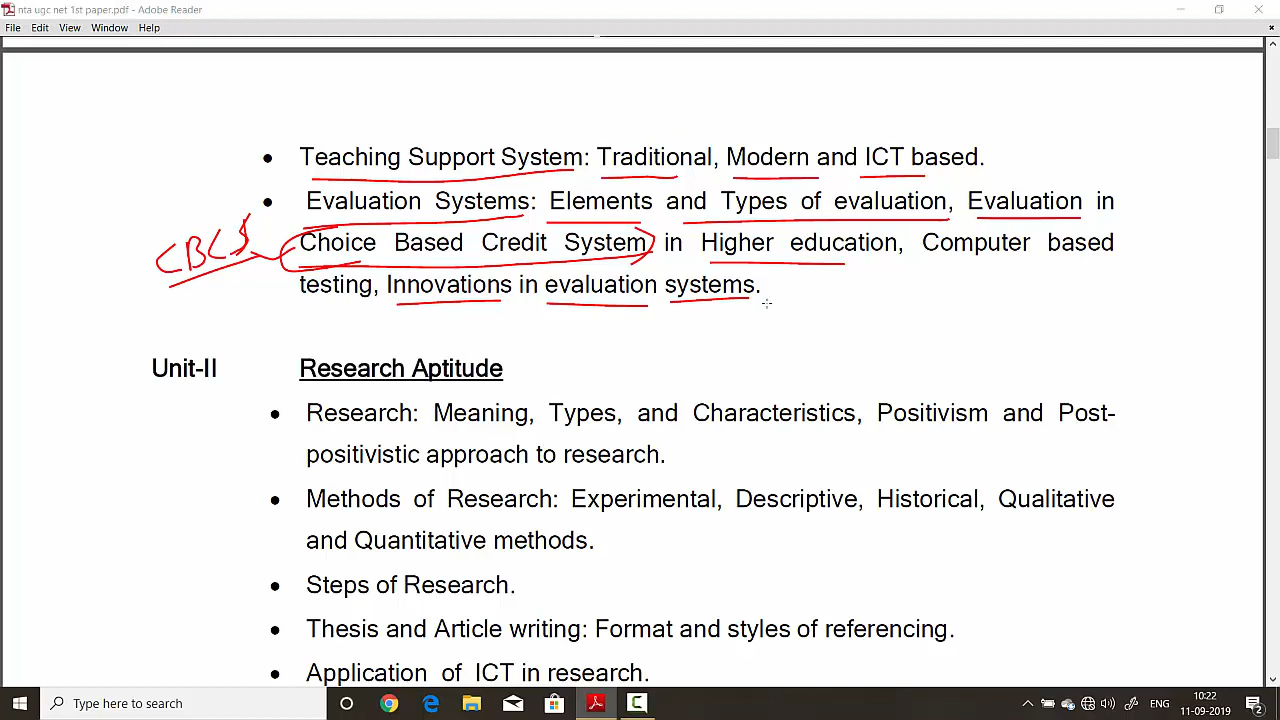 nta ugc net 1st paper.pdf - Adobe Reader
File Edit View Window Help
• Teaching Support System: Traditional, Modern and ICT based.
• Evaluation Systems: Elements and Types of evaluation, Evaluation in
CBCS Choice Based Credit System in Higher education, Computer based
testing, Innovations in evaluation systems.
Unit-II Research Aptitude
• Research: Meaning, Types, and Characteristics, Positivism and Post-
positivistic approach to research.
• Methods of Research: Experimental, Descriptive, Historical, Qualitative
and Quantitative methods.
• Steps of Research.
• Thesis and Article writing: Format and styles of referencing.
• Application of ICT in research.
Type here to search
ENG
10:22
11-09-2019
2